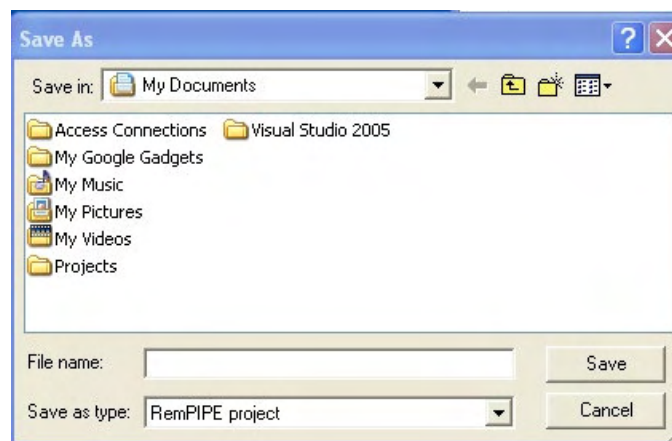 Save As
?
Save in: My Documents
Access Connections Visual Studio 2005
My Google Gadgets
My Music
My Pictures
My Videos
Projects
File name: Save
Save as type: RemPIPE project Cancel